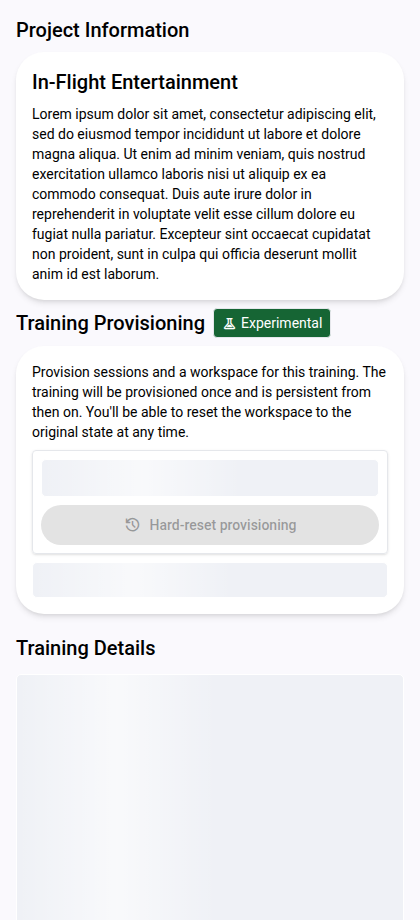 Project Information
In-Flight Entertainment
Lorem ipsum dolor sit amet, consectetur adipiscing elit,
sed do eiusmod tempor incididunt ut labore et dolore
magna aliqua. Ut enim ad minim veniam, quis nostrud
exercitation ullamco laboris nisi ut aliquip ex ea
commodo consequat. Duis aute irure dolor in
reprehenderit in voluptate velit esse cillum dolore eu
fugiat nulla pariatur. Excepteur sint occaecat cupidatat
non proident, sunt in culpa qui officia deserunt mollit
anim id est laborum.
Training Provisioning Experimental
Provision sessions and a workspace for this training. The
training will be provisioned once and is persistent from
then on. You'll be able to reset the workspace to the
original state at any time.
Hard-reset provisioning
Training Details